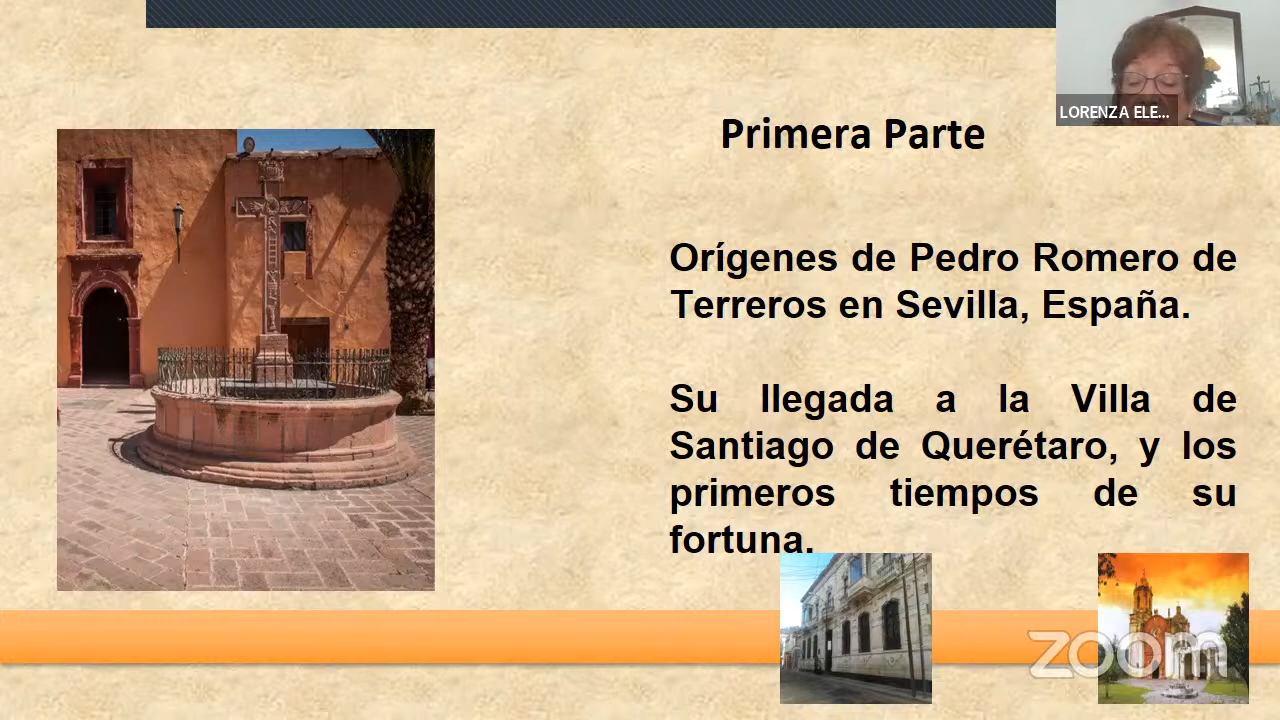 LORENZA ELE...
Primera Parte
Orígenes de Pedro Romero de
Terreros en Sevilla, España.
Su llegada a la Villa de
Santiago de Querétaro, y los
primeros tiempos de su
fortuna.
zoom